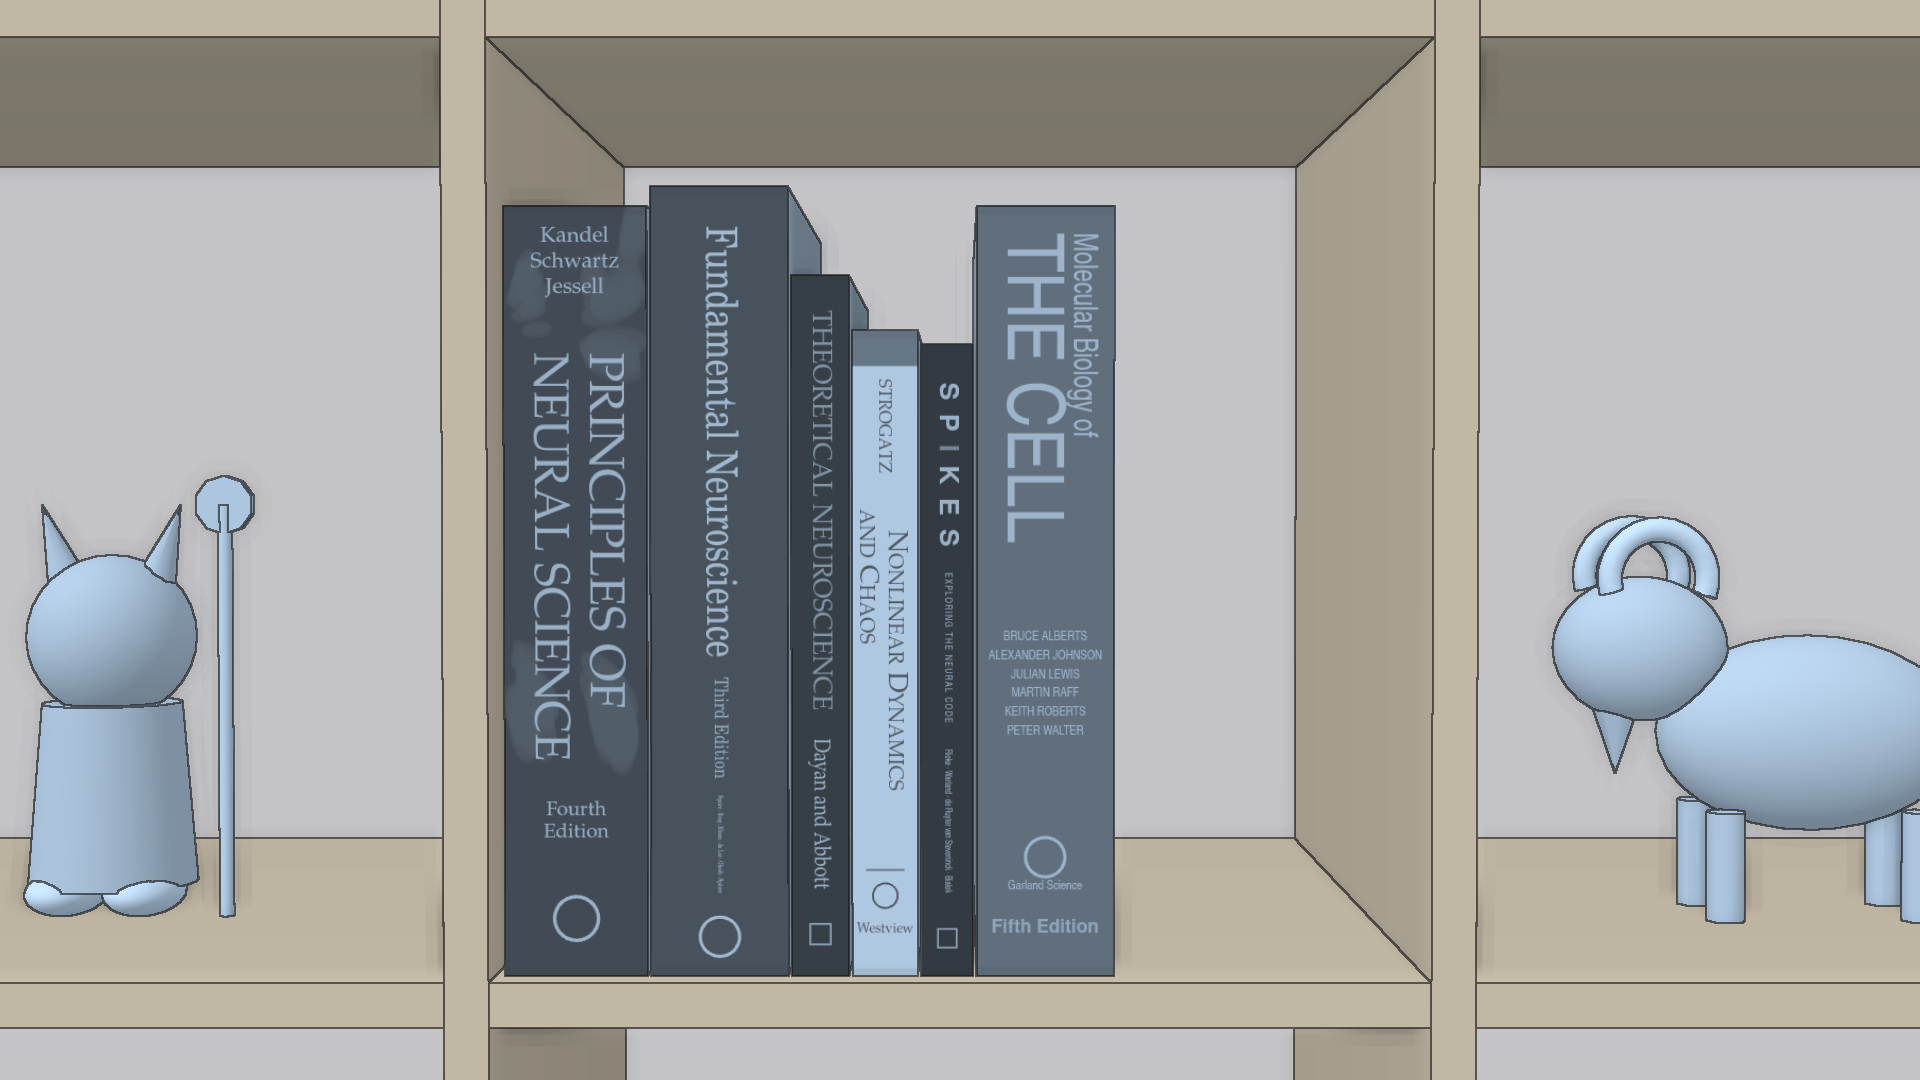 Kandel
Schwartz
Jessell
PRINCIPLES OF
NEURAL SCIENCE
Fourth
Edition
Fundamental Neuroscience
Third Edition
THEORETICAL NEUROSCIENCE
Dayan and Abbott
STROGATZ
NONLINEAR DYNAMICS
AND CHAOS
Westview
SPIKES
EXPLORING THE NEURAL CODE
Rieke Warland de Ruyter van Steveninck Bialek
Molecular Biology of
THE CELL
BRUCE ALBERTS
ALEXANDER JOHNSON
JULIAN LEWIS
MARTIN RAFF
KEITH ROBERTS
PETER WALTER
Garland Science
Fifth Edition